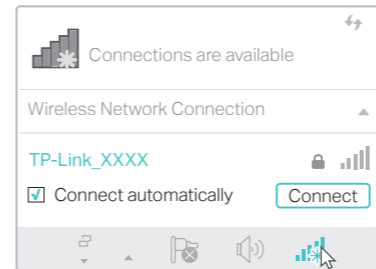 Connections are available
Wireless Network Connection
TP-Link_XXXX
Connect automatically
Connect